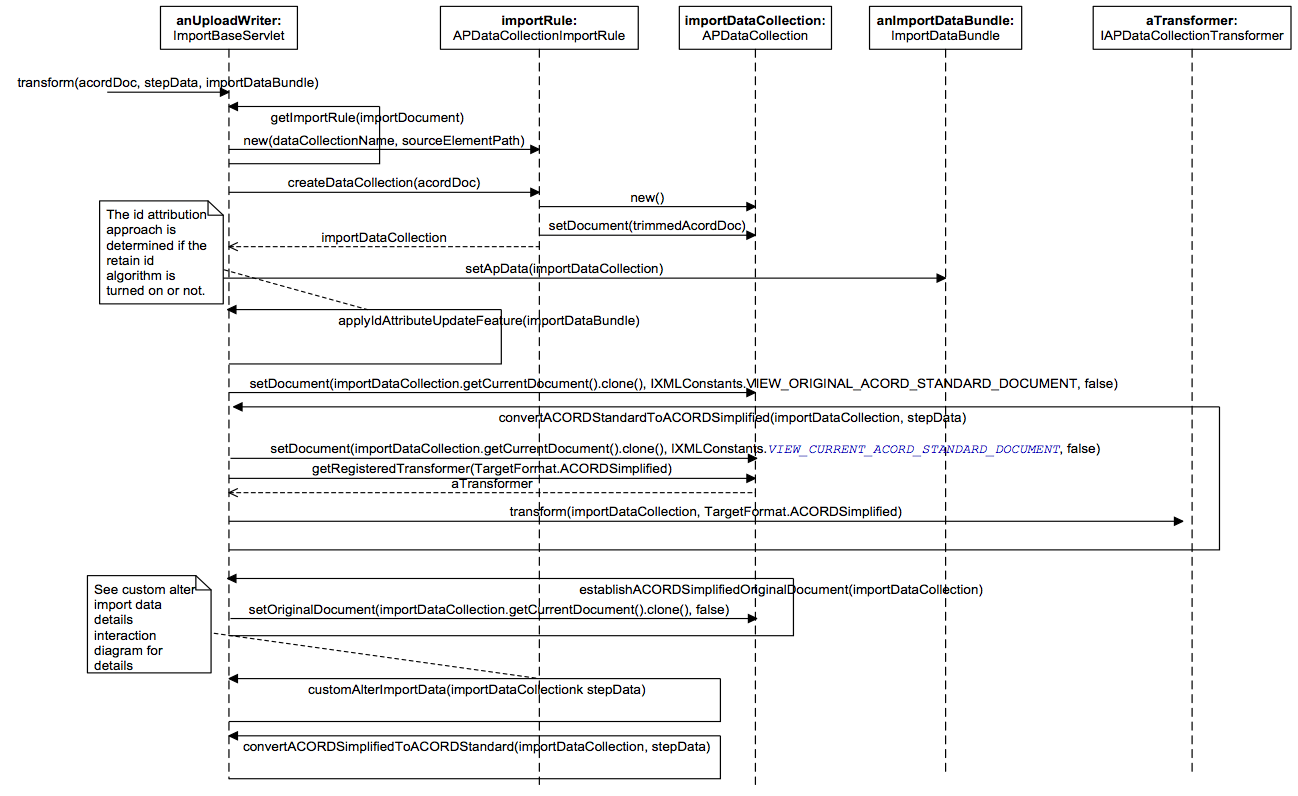 anUploadWriter:
ImportBaseServlet
importRule:
APDataCollectionImportRule
importDataCollection:
APDataCollection
anImportDataBundle:
ImportDataBundle
aTransformer:
IAPDataCollectionTransformer
transform(acordDoc, stepData, importDataBundle)
getImportRule(importDocument)
new(dataCollectionName, sourceElementPath)
createDataCollection(acordDoc)
new()
The id attribution
approach is
determined if the
retain id
algorithm is
turned on or not.
setDocument(trimmedAcordDoc)
importDataCollection
setApData(importDataCollection)
applyIdAttributeUpdateFeature(importDataBundle)
setDocument(importDataCollection.getCurrentDocument().clone(), IXMLConstants.VIEW_ORIGINAL_ACORD_STANDARD_DOCUMENT, false)
convertACORDStandardToACORDSimplified(importDataCollection, stepData)
setDocument(importDataCollection.getCurrentDocument().clone(), IXMLConstants.VIEW_CURRENT_ACORD_STANDARD_DOCUMENT, false)
getRegisteredTransformer(TargetFormat.ACORDSimplified)
aTransformer
transform(importDataCollection, TargetFormat.ACORDSimplified)
See custom alter
import data
details
interaction
diagram for
details
establishACORDSimplifiedOriginalDocument(importDataCollection)
setOriginalDocument(importDataCollection.getCurrentDocument().clone(), false)
customAlterImportData(importDataCollectionk stepData)
convertACORDSimplifiedToACORDStandard(importDataCollection, stepData)